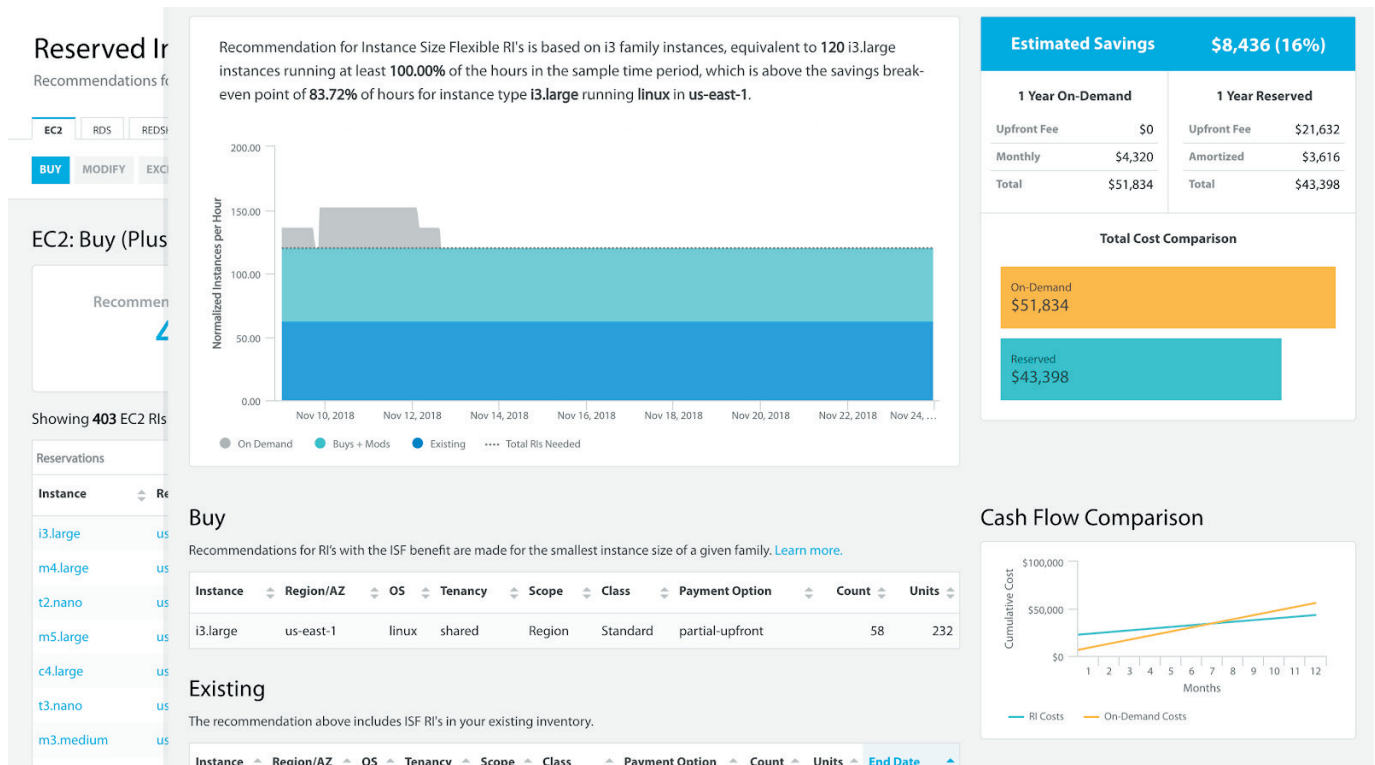 Reserved
Recommendations
EC2 RDS
BUY MODIFY
EC2: Buy (Plus
Showing 403 EC2 RIs
Reservations
Instance
i3.large
m4.large
t2.nano
m5.large
c4.large
t3.nano
m3.medium
Recommendation for Instance Size Flexible RI's is based on i3 family instances, equivalent to 120 i3.large
instances running at least 100.00% of the hours in the sample time period, which is above the savings break-
even point of 83.72% of hours for instance type i3.large running linux in us-east-1.
Normalized Instances per Hour
200.00
150.00
100.00
50.00
0.00
Nov 10, 2018 Nov 12, 2018 Nov 14, 2018 Nov 16, 2018 Nov 18, 2018 Nov 20, 2018 Nov 22, 2018 Nov 24, ...
On Demand Buys + Mods Existing Total RIs Needed
Estimated Savings $8,436 (16%)
1 Year On-Demand
Upfront Fee $0
Monthly $4,320
Total $51,834
1 Year Reserved
Upfront Fee $21,632
Amortized $3,616
Total $43,398
Total Cost Comparison
On-Demand
$51,834
Reserved
$43,398
Buy
Recommendations for RI's with the ISF benefit are made for the smallest instance size of a given family. Learn more.
Instance Region/AZ OS Tenancy Scope Class Payment Option Count Units
i3.large us-east-1 linux shared Region Standard partial-upfront 58 232
Existing
The recommendation above includes ISF RI's in your existing inventory.
Instance Region/AZ OS Tenancy Scope Class Payment Option Count Units End Date
Cash Flow Comparison
Cumulative Cost
$100,000
$50,000
$0
1 2 3 4 5 6 7 8 9 10 11 12
Months
RI Costs On-Demand Costs